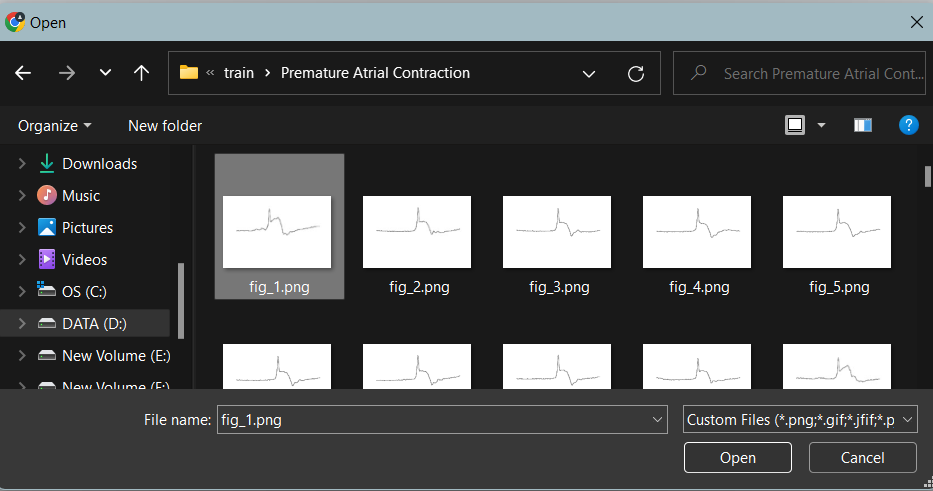 Open
« train > Premature Atrial Contraction
Search Premature Atrial Cont...
Organize
New folder
?
Downloads
Music
Pictures
Videos
OS (C:)
DATA (D:)
New Volume (E:)
New Volume (F:)
fig_1.png
fig_2.png
fig_3.png
fig_4.png
fig_5.png
File name:
fig_1.png
Custom Files (*.png;*.gif;*.jfif;*.p
Open
Cancel